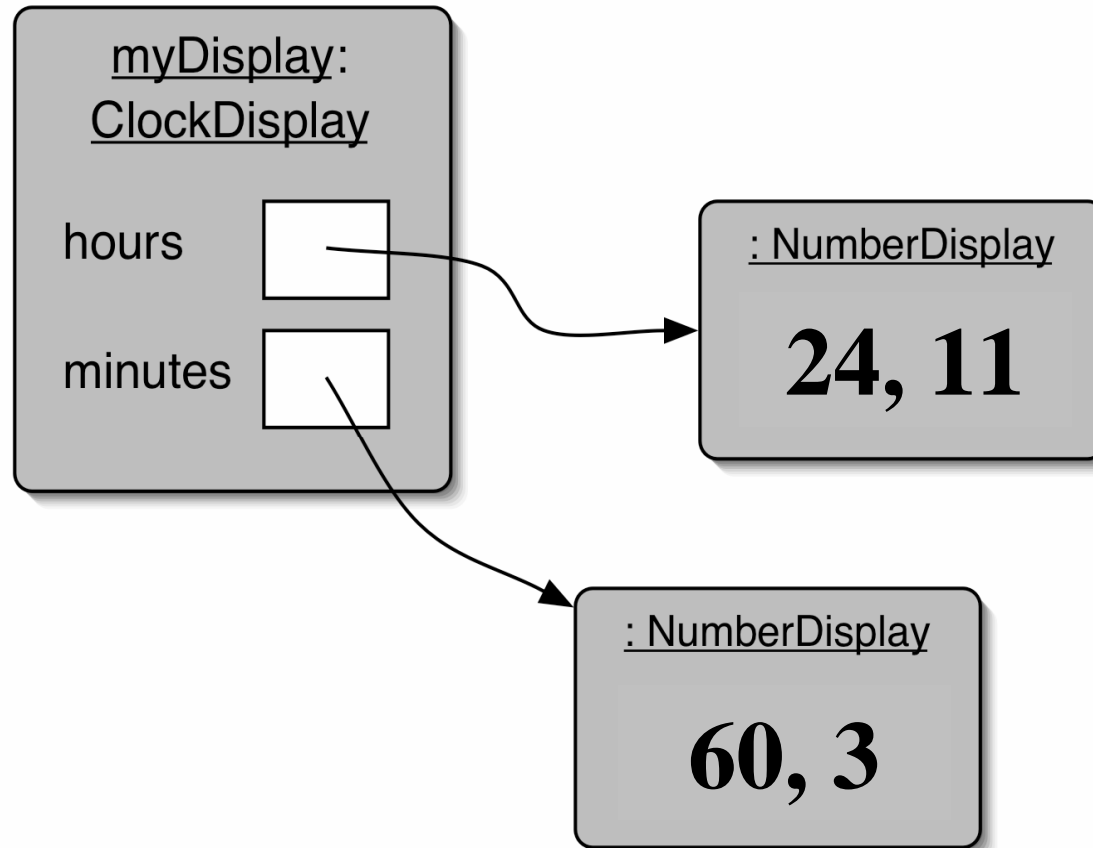 myDisplay:
ClockDisplay
hours
minutes
: NumberDisplay
24, 11
: NumberDisplay
60, 3